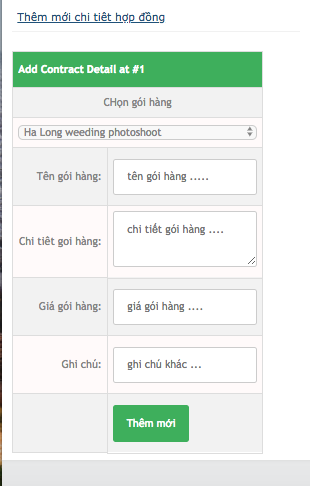 Thêm mới chi tiết hợp đồng
Add Contract Detail at #1
CHọn gói hàng
Ha Long weeding photoshoot
Tên gói hàng:
tên gói hàng .....
Chi tiêt goi hàng:
chi tiết gói hàng ....
Giá gói hàng:
giá gói hàng ....
Ghi chú:
ghi chú khác ...
Thêm mới